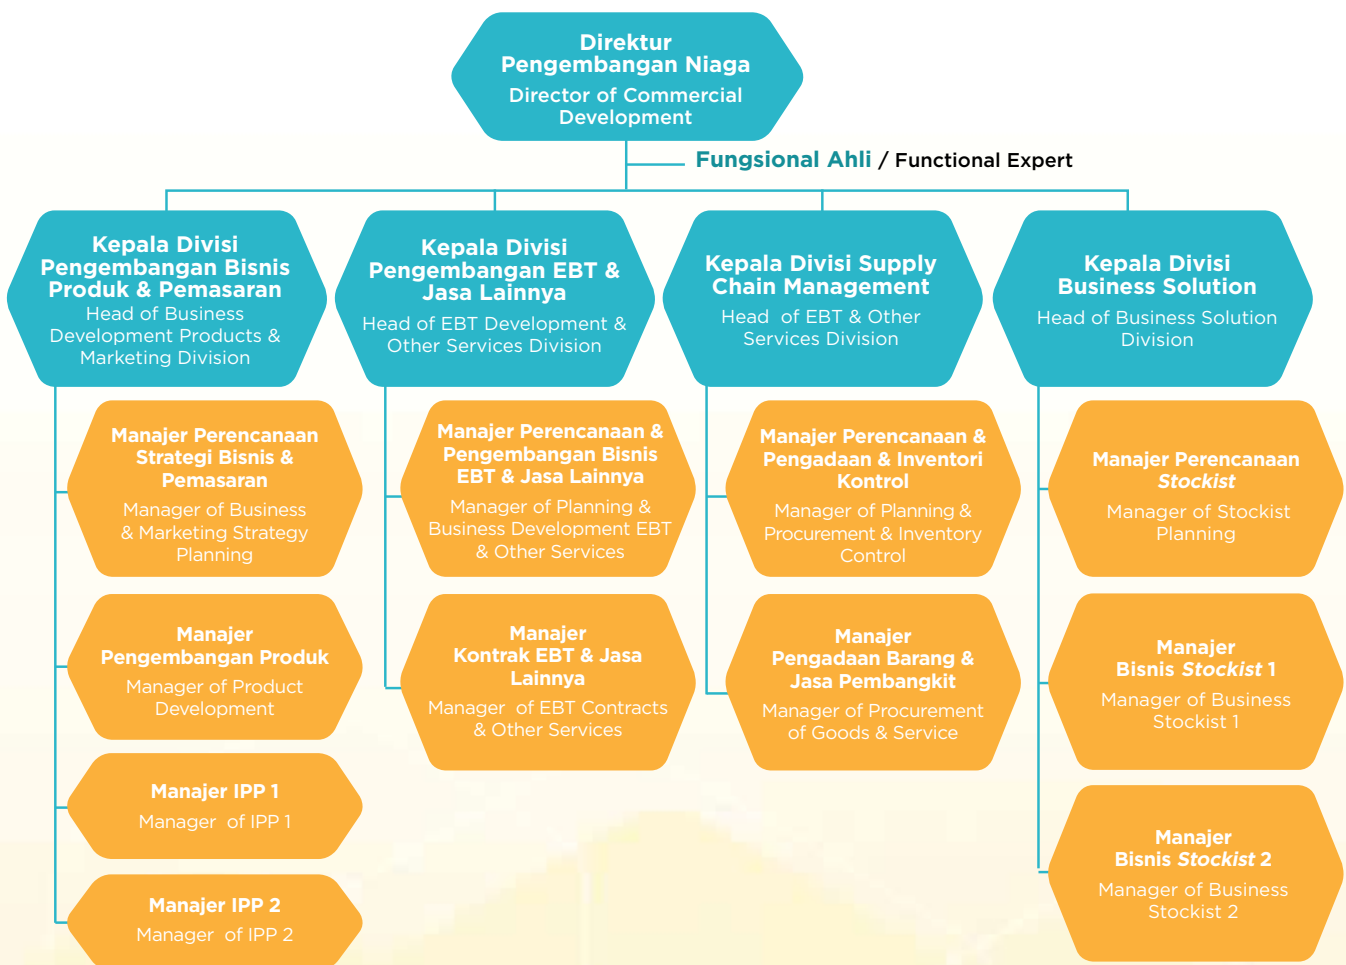 Direktur
Pengembangan Niaga
Director of Commercial
Development
Fungsional Ahli / Functional Expert
Kepala Divisi
Pengembangan Bisnis
Produk & Pemasaran
Head of Business
Development Products &
Marketing Division
Kepala Divisi
Pengembangan EBT &
Jasa Lainnya
Head of EBT Development &
Other Services Division
Kepala Divisi Supply
Chain Management
Head of EBT & Other
Services Division
Kepala Divisi
Business Solution
Head of Business Solution
Division
Manajer Perencanaan
Strategi Bisnis &
Pemasaran
Manager of Business
& Marketing Strategy
Planning
Manajer
Pengembangan Produk
Manager of Product
Development
Manajer IPP 1
Manager of IPP 1
Manajer IPP 2
Manager of IPP 2
Manajer Perencanaan &
Pengembangan Bisnis
EBT & Jasa Lainnya
Manager of Planning &
Business Development EBT
& Other Services
Manajer
Kontrak EBT & Jasa
Lainnya
Manager of EBT Contracts
& Other Services
Manajer Perencanaan &
Pengadaan & Inventori
Kontrol
Manager of Planning &
Procurement & Inventory
Control
Manajer
Pengadaan Barang &
Jasa Pembangkit
Manager of Procurement
of Goods & Service
Manajer Perencanaan
Stockist
Manager of Stockist
Planning
Manajer
Bisnis Stockist 1
Manager of Business
Stockist 1
Manajer
Bisnis Stockist 2
Manager of Business
Stockist 2